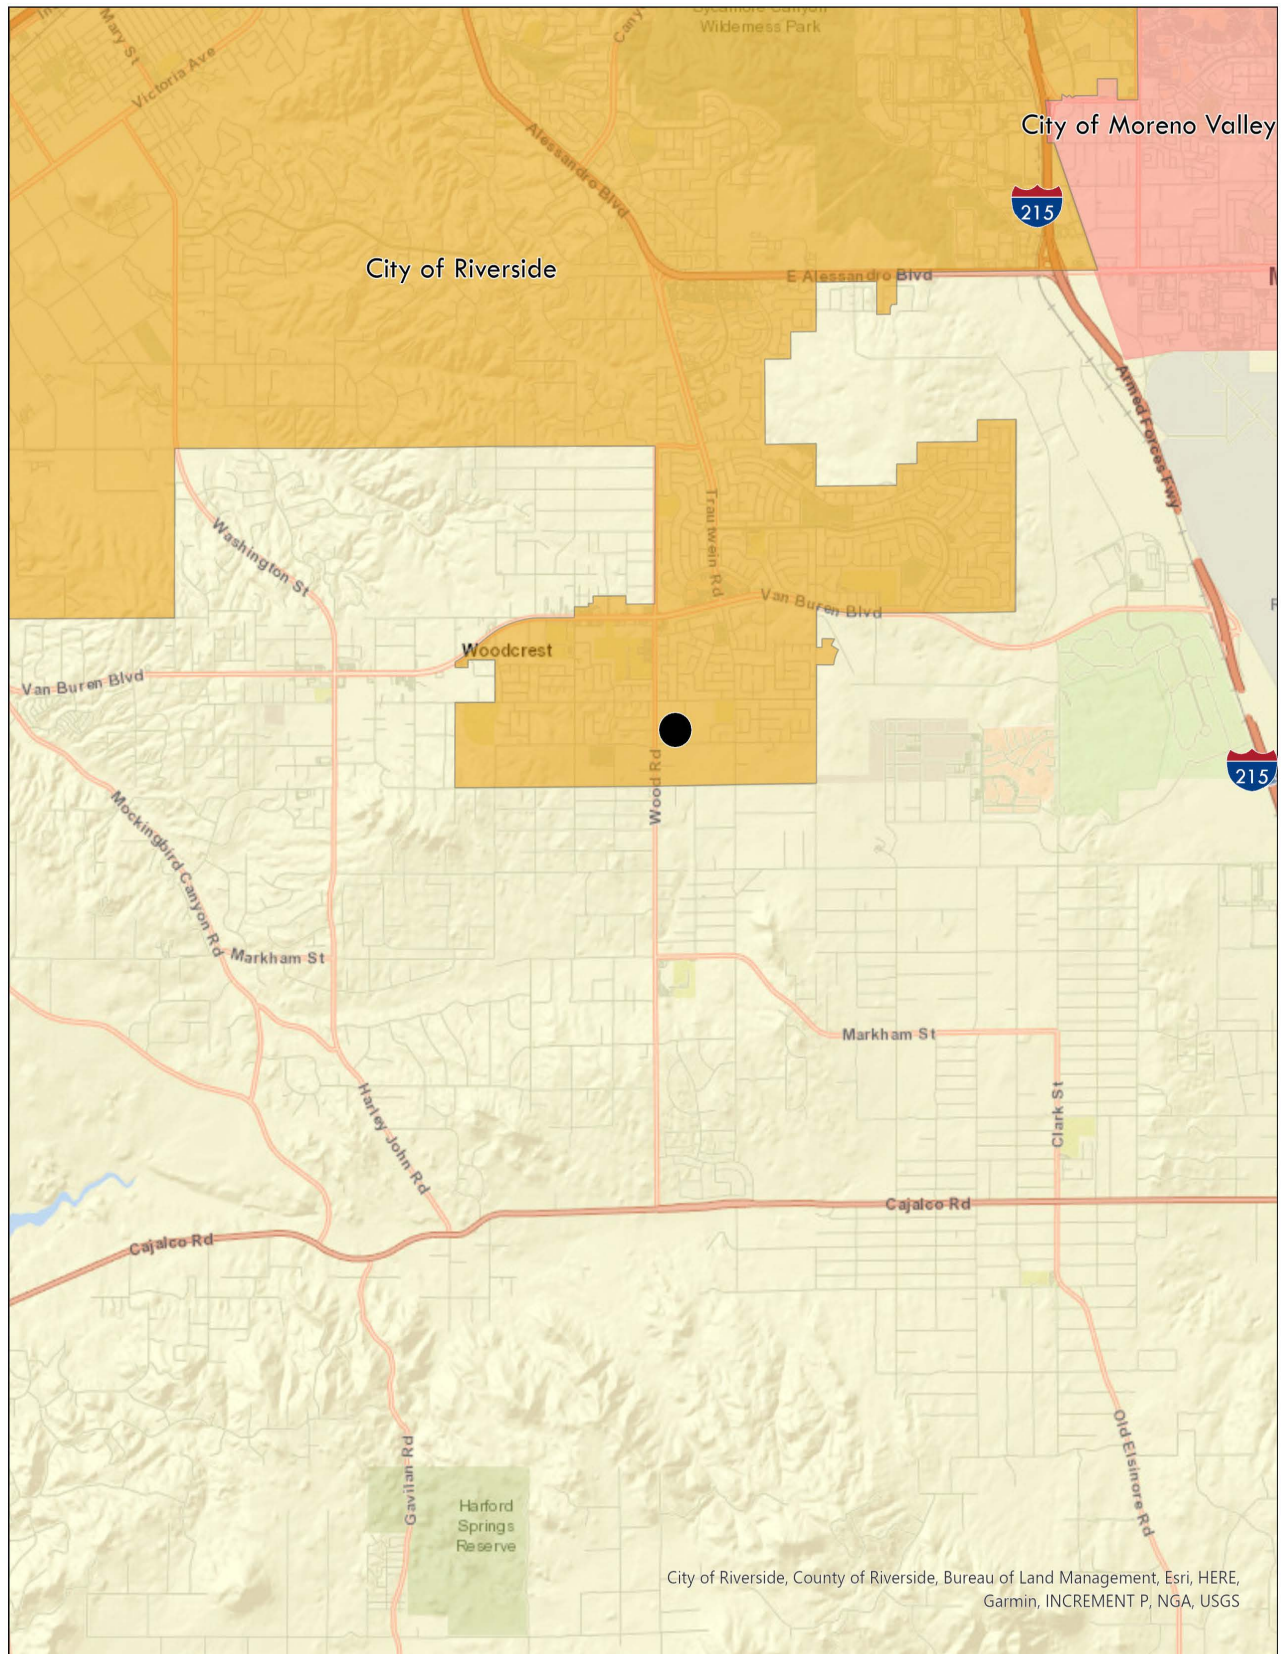 Mary St
Victoria Ave
Wilderness Park
Alessandro Blvd
City of Moreno Valley
215
City of Riverside
E Alessandro Blvd
Armed Forces Fwy
Trautwein Rd
Washington St
Van Buren Blvd
Woodcrest
Van Buren Blvd
215
Wood Rd
Mockingbird Canyon Rd
Markham St
Markham St
Clark St
Harley John Rd
Cajalco Rd
Cajalco Rd
Old Elsinore Rd
Gavilan Rd
Harford
Springs
Reserve
City of Riverside, County of Riverside, Bureau of Land Management, Esri, HERE,
Garmin, INCREMENT P, NGA, USGS